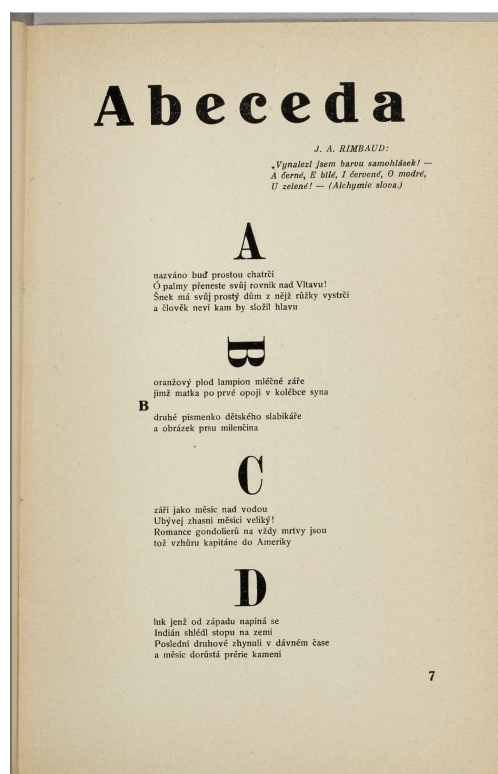 Abeceda
J. A. RIMBAUD:
„Vynalezl jsem barvu samohlásek! —
A černé, E bílé, I červené, O modré,
U zelené! — (Alchymie slova.)
A
nazváno buď prostou chatrčí
Ó palmy přeneste svůj rovník nad Vltavu!
Šnek má svůj prostý dům z nějž růžky vystrčí
a člověk neví kam by složil hlavu
B
oranžový plod lampion mléčné záře
jímž matka po prvé opojí v kolébce syna
B
druhé písmenko dětského slabikáře
a obrázek prsu milenčina
C
září jako měsíc nad vodou
Ubývej zhasni měsíci veliký!
Romance gondolierů na vždy mrtvy jsou
tož vzhůru kapitáne do Ameriky
D
luk jenž od západu napíná se
Indián shlédl stopu na zemi
Poslední druhové zhynuli v dávném čase
a měsíc dorůstá prérie kamení
7